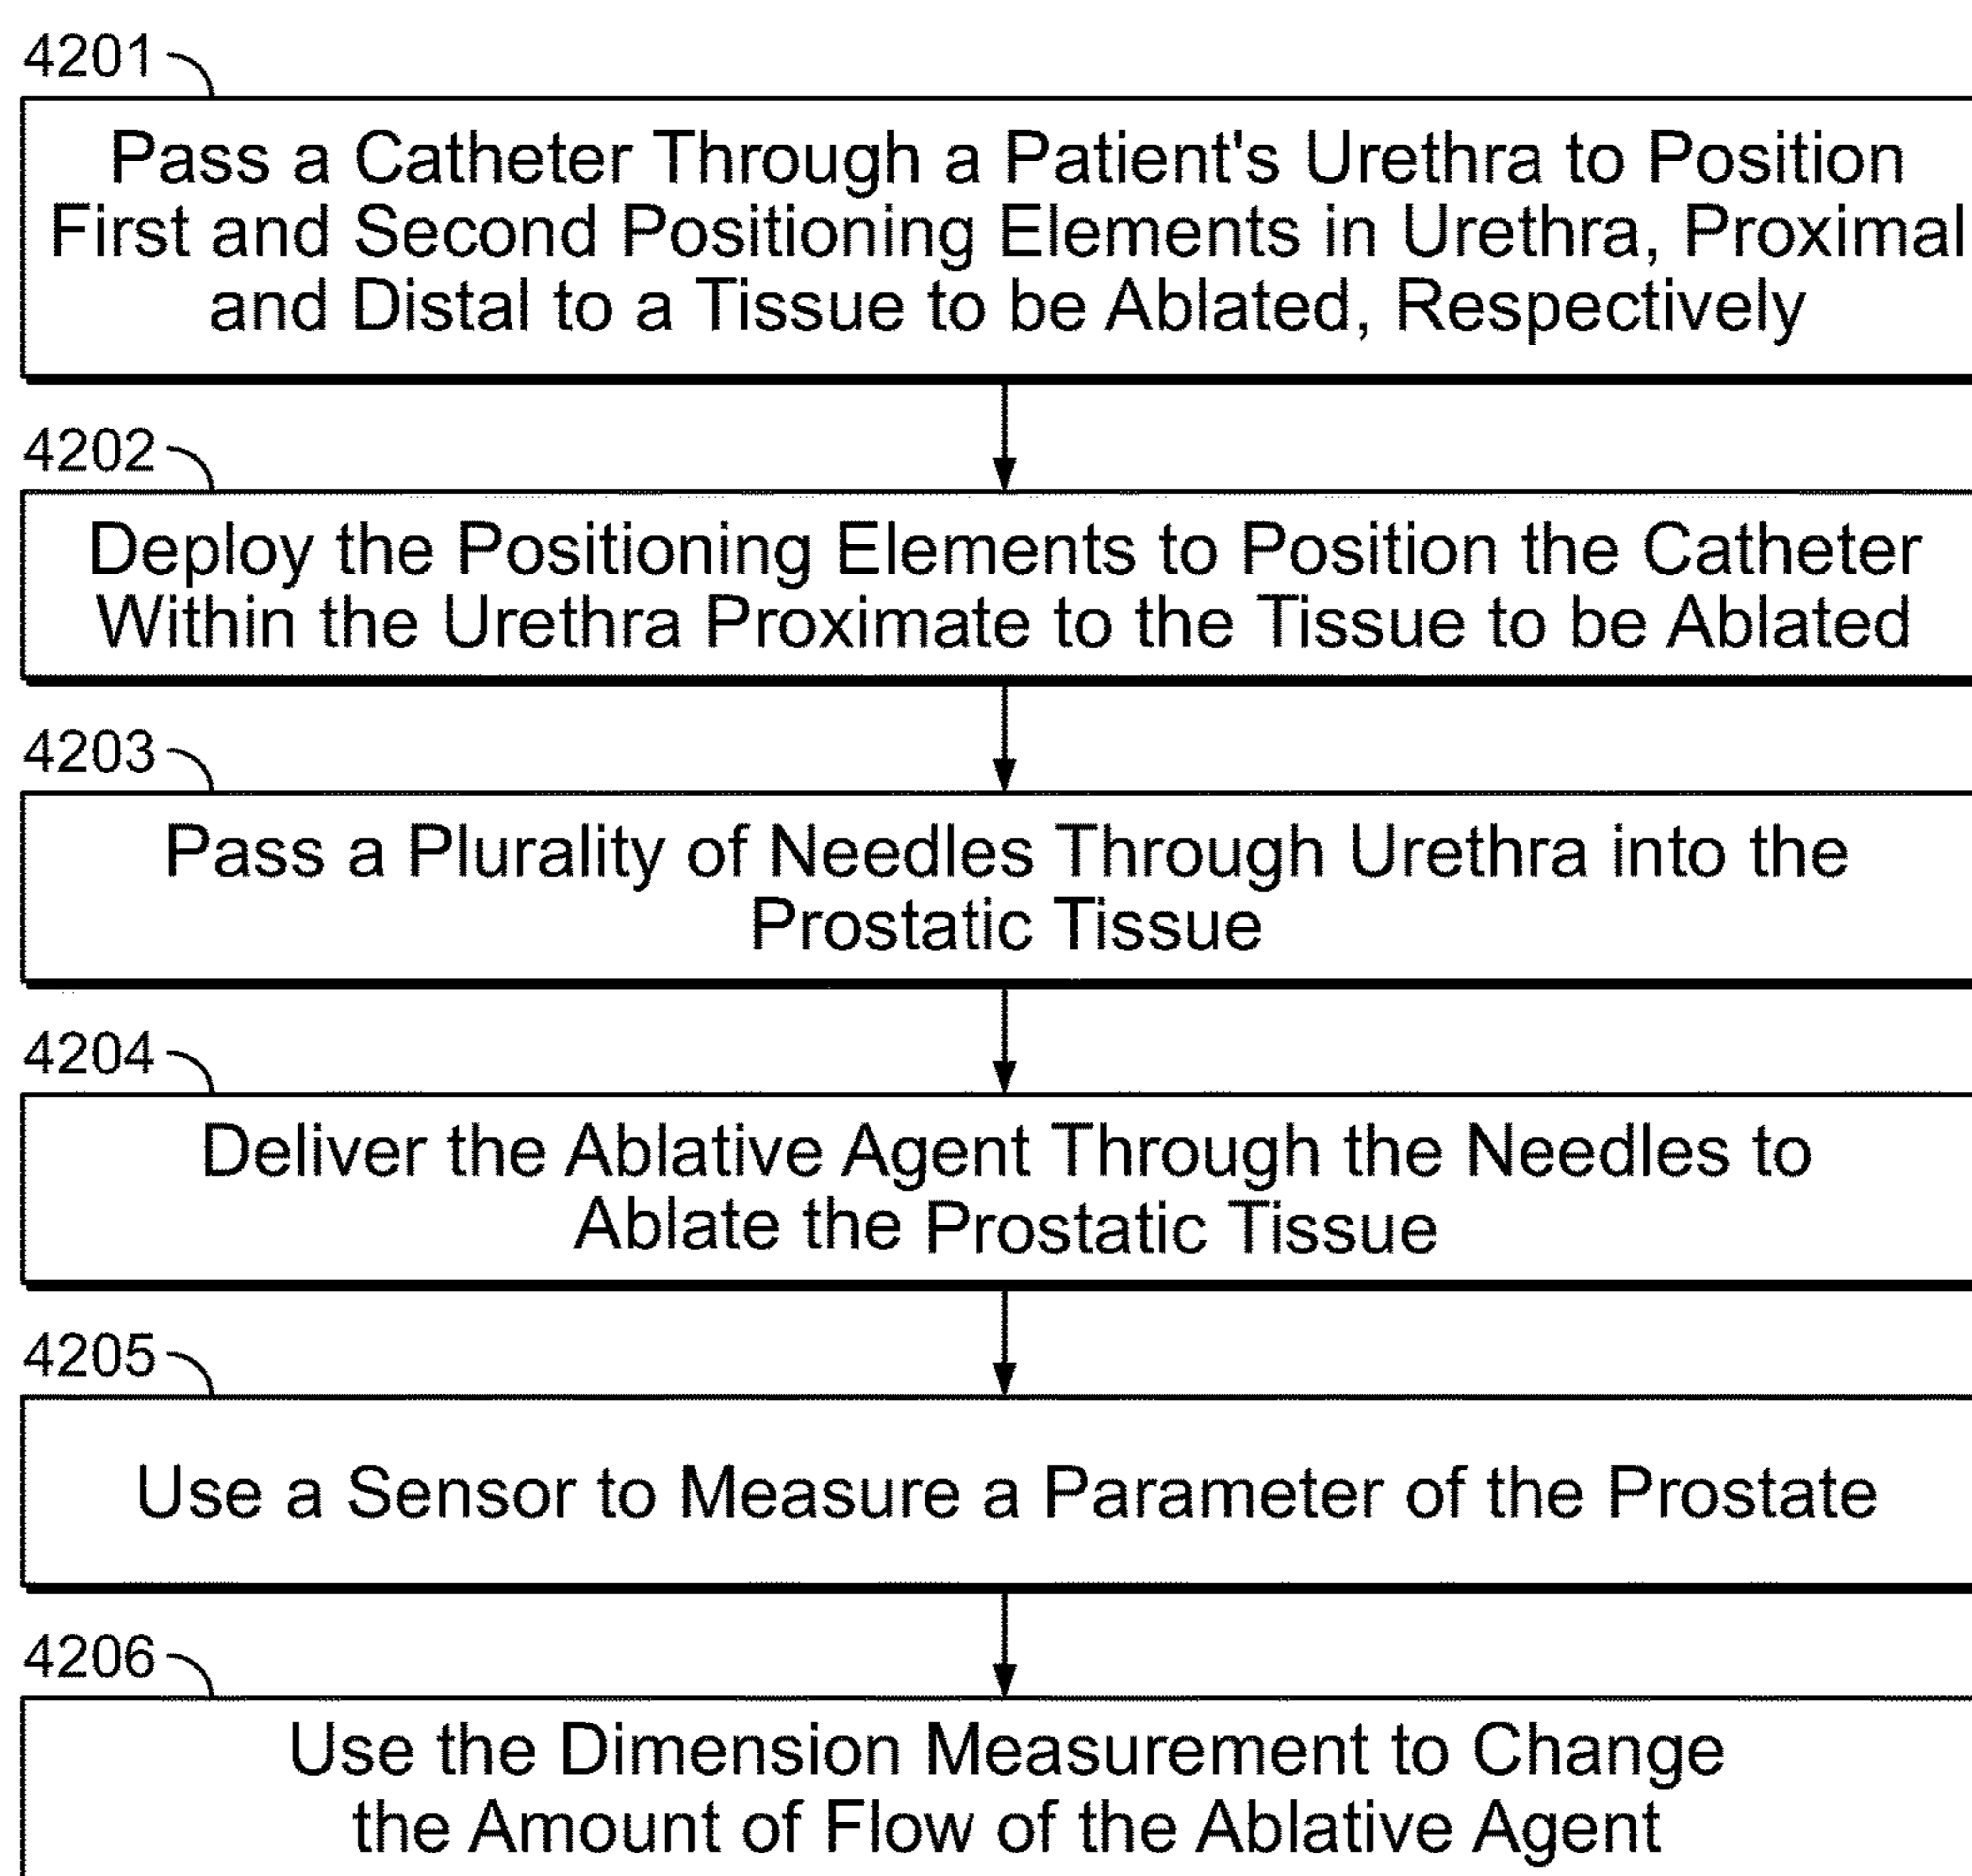 4201
Pass a Catheter Through a Patient's Urethra to Position
First and Second Positioning Elements in Urethra, Proximal
and Distal to a Tissue to be Ablated, Respectively
4202
Deploy the Positioning Elements to Position the Catheter
Within the Urethra Proximate to the Tissue to be Ablated
4203
Pass a Plurality of Needles Through Urethra into the
Prostatic Tissue
4204
Deliver the Ablative Agent Through the Needles to
Ablate the Prostatic Tissue
4205
Use a Sensor to Measure a Parameter of the Prostate
4206
Use the Dimension Measurement to Change
the Amount of Flow of the Ablative Agent